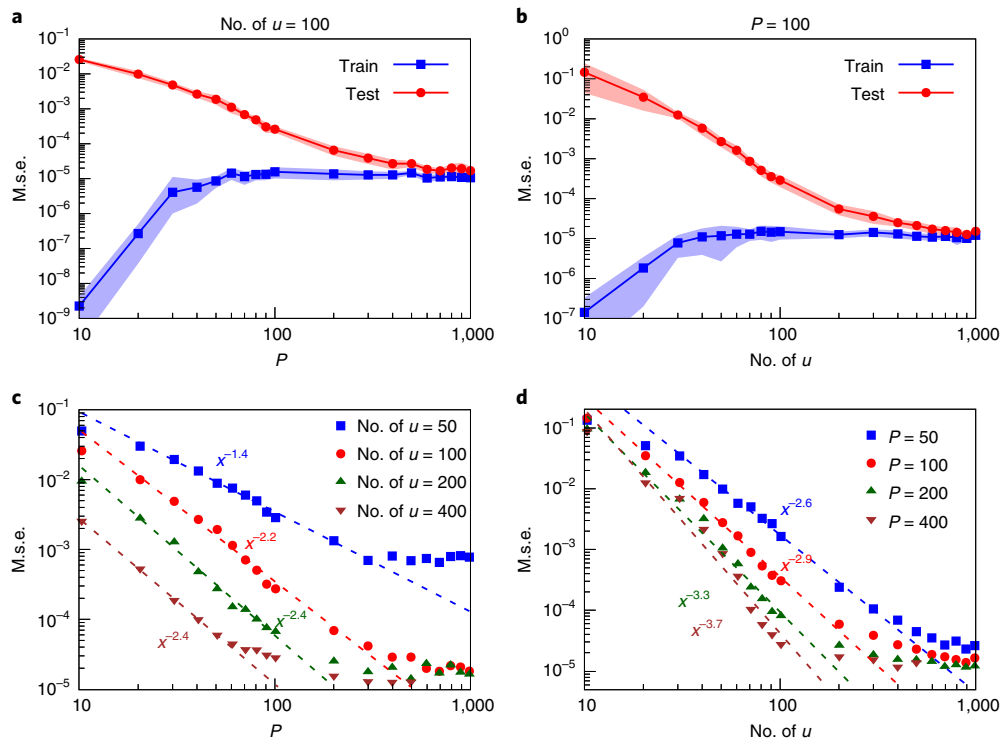 a
No. of u = 100
10⁻¹
10⁻²
10⁻³
10⁻⁴
10⁻⁵
10⁻⁶
10⁻⁷
10⁻⁸
10⁻⁹
M.s.e.
Train
Test
10
100
1,000
P
b
P = 100
10⁰
10⁻¹
10⁻²
10⁻³
10⁻⁴
10⁻⁵
10⁻⁶
10⁻⁷
M.s.e.
Train
Test
10
100
1,000
No. of u
c
10⁻¹
10⁻²
10⁻³
10⁻⁴
10⁻⁵
M.s.e.
No. of u = 50
No. of u = 100
No. of u = 200
No. of u = 400
x⁻¹·⁴
x⁻²·²
x⁻²·⁴
x⁻²·⁴
10
100
1,000
P
d
10⁻¹
10⁻²
10⁻³
10⁻⁴
10⁻⁵
M.s.e.
P = 50
P = 100
P = 200
P = 400
x⁻²·⁶
x⁻²·⁹
x⁻³·³
x⁻³·⁷
10
100
1,000
No. of u